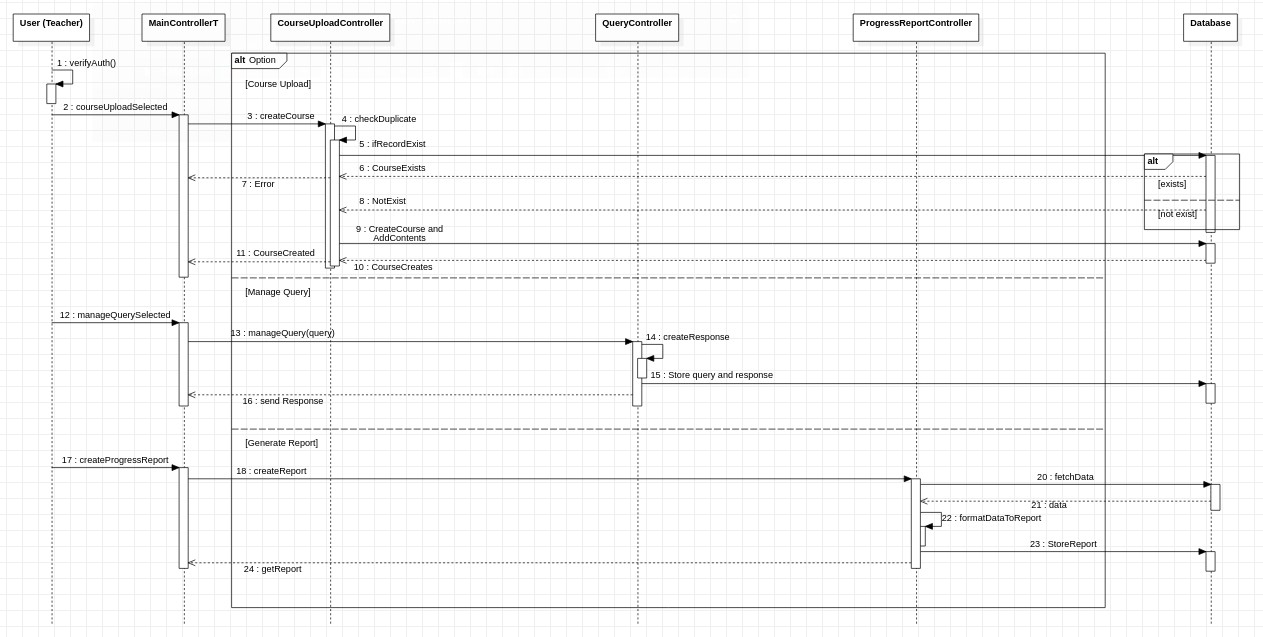 User (Teacher)
MainControllerT
CourseUploadController
QueryController
ProgressReportController
Database
alt Option
1 : verifyAuth()
[Course Upload]
2 : courseUploadSelected
3 : createCourse
4 : checkDuplicate
5 : ifRecordExist
alt
6 : CourseExists
7 : Error
[exists]
8 : NotExist
[not exist]
9 : CreateCourse and
AddContents
11 : CourseCreated
10 : CourseCreates
[Manage Query]
12 : manageQuerySelected
13 : manageQuery(query)
14 : createResponse
15 : Store query and response
16 : send Response
[Generate Report]
17 : createProgressReport
18 : createReport
20 : fetchData
21 : data
22 : formatDataToReport
23 : StoreReport
24 : getReport